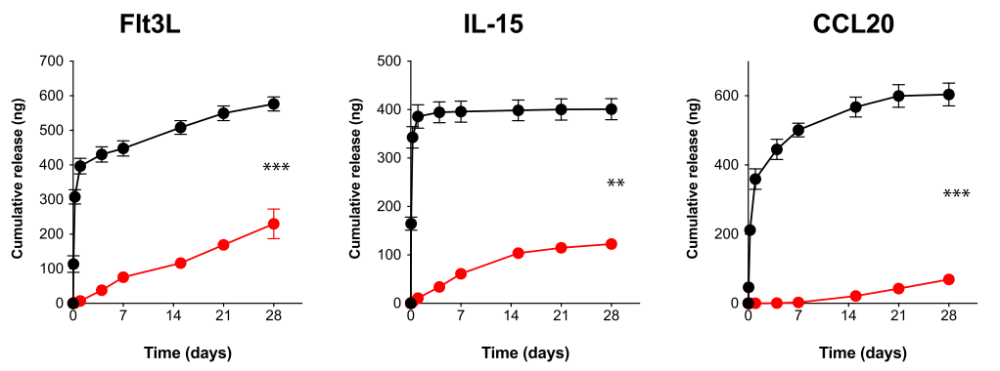 Flt3L
IL-15
CCL20
Cumulative release (ng)
700
600
500
400
300
200
100
0
***
0 7 14 21 28
Time (days)
Cumulative release (ng)
500
400
300
200
100
0
**
0 7 14 21 28
Time (days)
Cumulative release (ng)
600
400
200
0
***
0 7 14 21 28
Time (days)